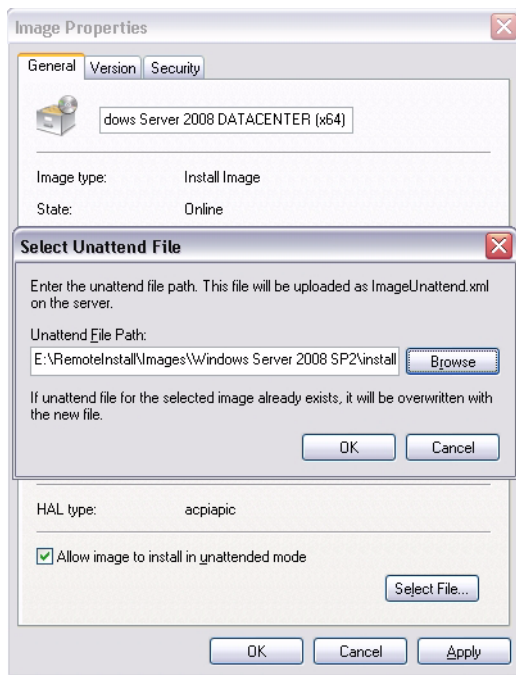 Image Properties
General Version Security
dows Server 2008 DATACENTER (x64)
Image type: Install Image
State: Online
Select Unattend File
Enter the unattend file path. This file will be uploaded as ImageUnattend.xml
on the server.
Unattend File Path:
E:\RemoteInstall\Images\Windows Server 2008 SP2\install
Browse
If unattend file for the selected image already exists, it will be overwritten with
the new file.
OK Cancel
HAL type: acpiapic
Allow image to install in unattended mode
Select File...
OK Cancel Apply